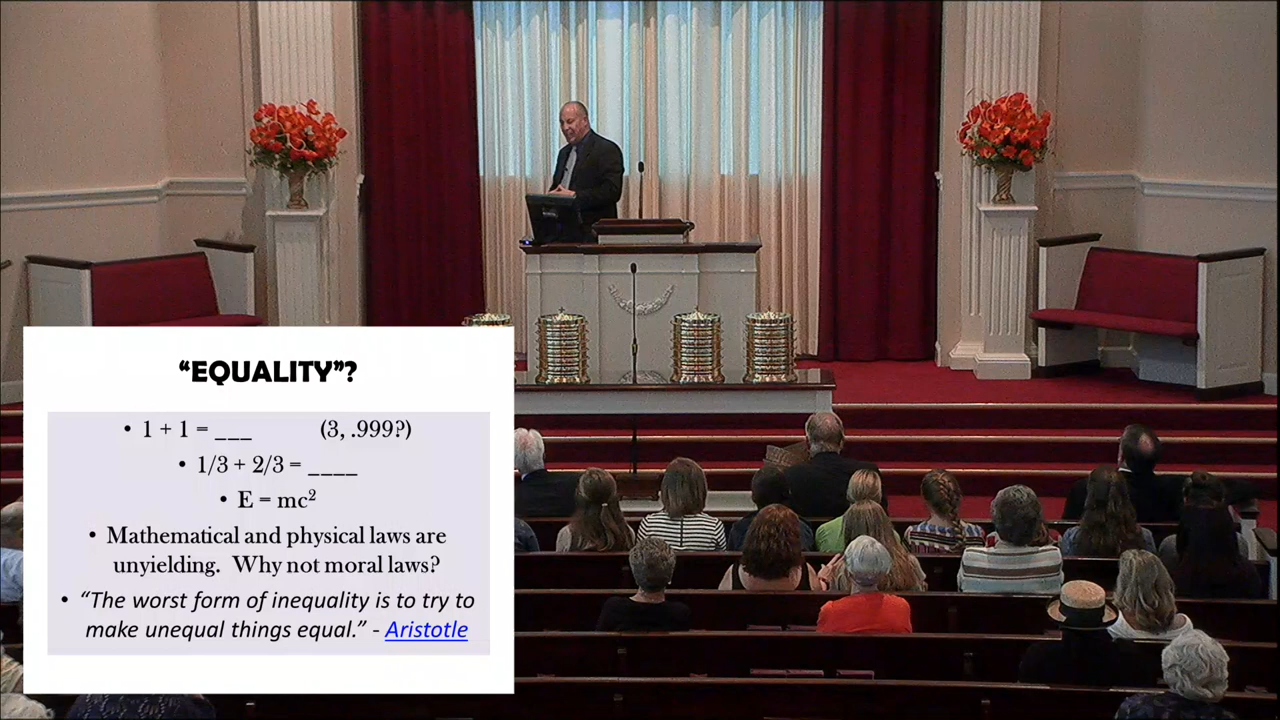 “EQUALITY”?
• 1 + 1 = ___ (3, .999?)
• 1/3 + 2/3 = ____
• E = mc²
• Mathematical and physical laws are
unyielding. Why not moral laws?
• “The worst form of inequality is to try to
make unequal things equal.” - Aristotle